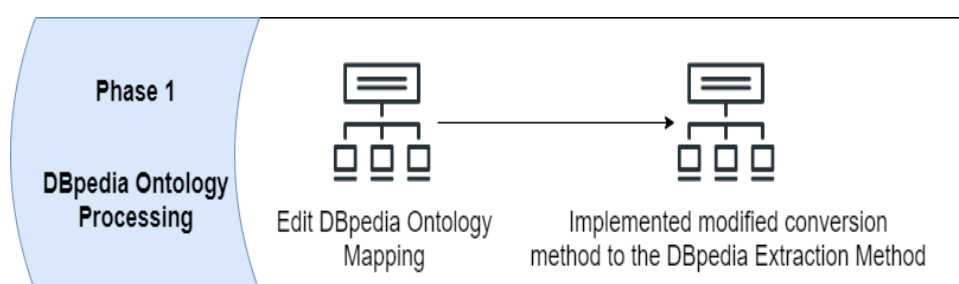 Phase 1
DBpedia Ontology
Processing
Edit DBpedia Ontology
Mapping
Implemented modified conversion
method to the DBpedia Extraction Method